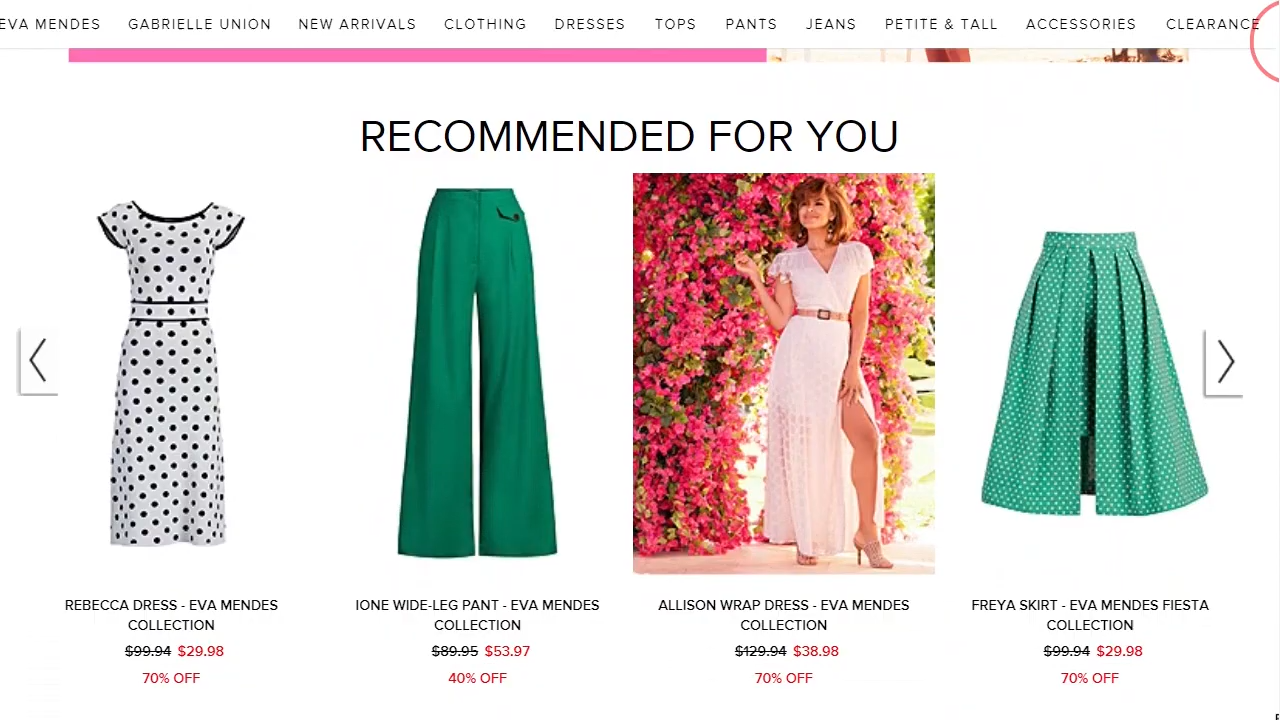 EVA MENDES GABRIELLE UNION NEW ARRIVALS CLOTHING DRESSES TOPS PANTS JEANS PETITE & TALL ACCESSORIES CLEARANCE
RECOMMENDED FOR YOU
REBECCA DRESS - EVA MENDES
COLLECTION
$99.94 $29.98
70% OFF
IONE WIDE-LEG PANT - EVA MENDES
COLLECTION
$89.95 $53.97
40% OFF
ALLISON WRAP DRESS - EVA MENDES
COLLECTION
$129.94 $38.98
70% OFF
FREYA SKIRT - EVA MENDES FIESTA
COLLECTION
$99.94 $29.98
70% OFF